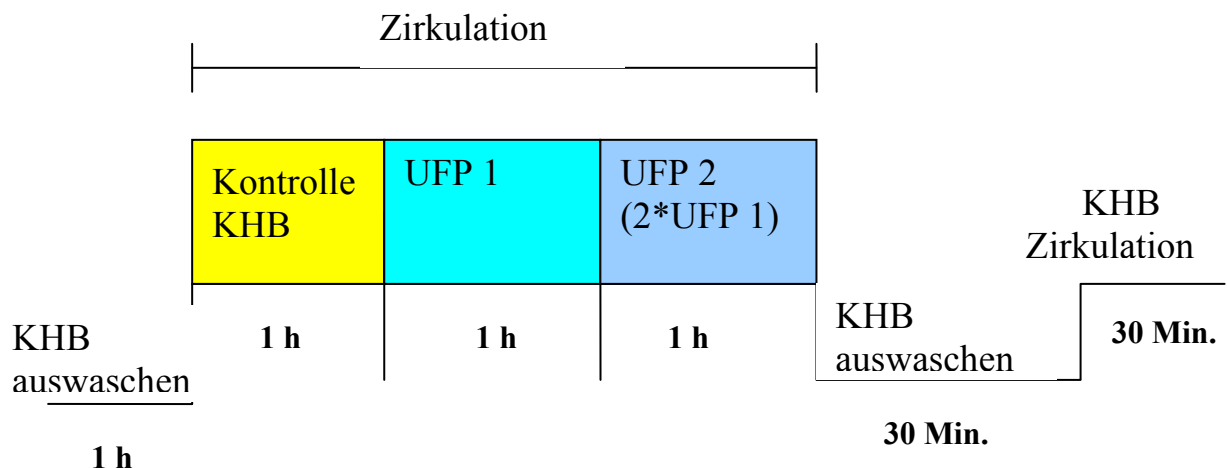 Zirkulation
Kontrolle
KHB
UFP 1
UFP 2
(2*UFP 1)
KHB
Zirkulation
KHB
auswaschen
1 h
1 h
1 h
KHB
auswaschen
30 Min.
1 h
30 Min.